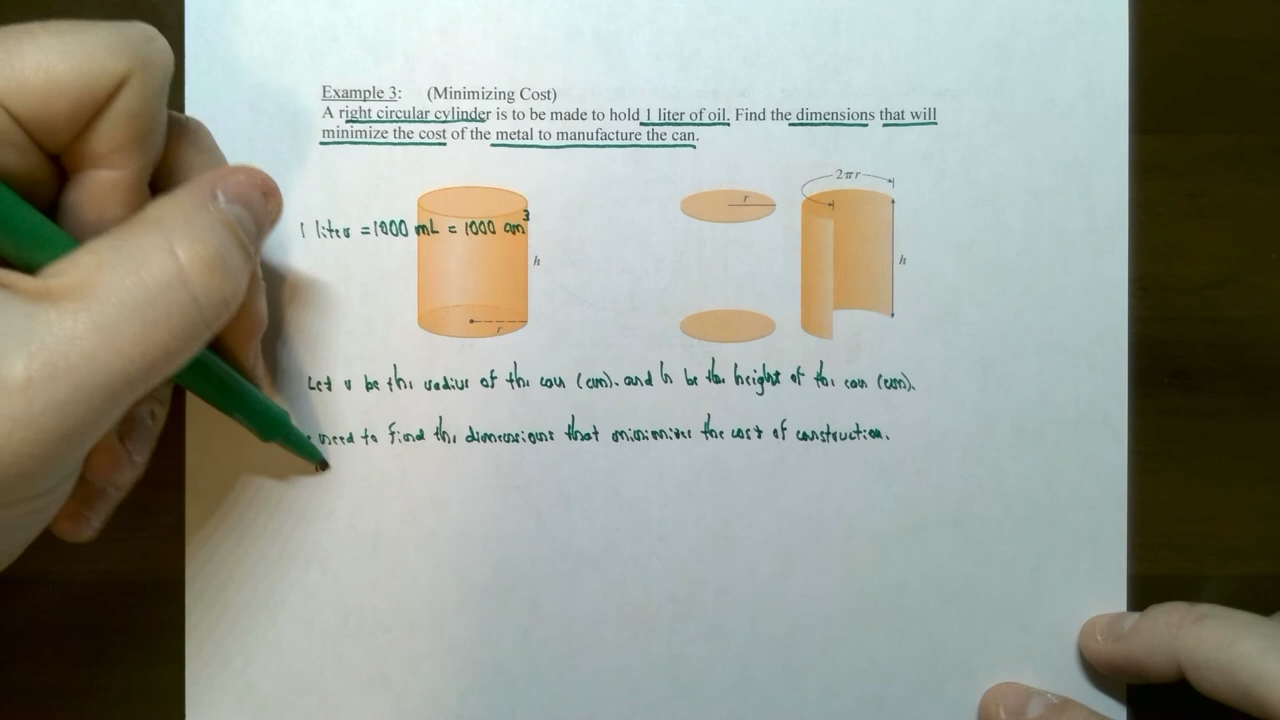 Example 3: (Minimizing Cost)
A right circular cylinder is to be made to hold 1 liter of oil. Find the dimensions that will
minimize the cost of the metal to manufacture the can.
2πr
r
1 liter = 1000 mL = 1000 cm³
h
h
r
Let r be the radius of the can (cm). and h be the height of the can (cm).
need to find the dimensions that minimizes the cost of construction.